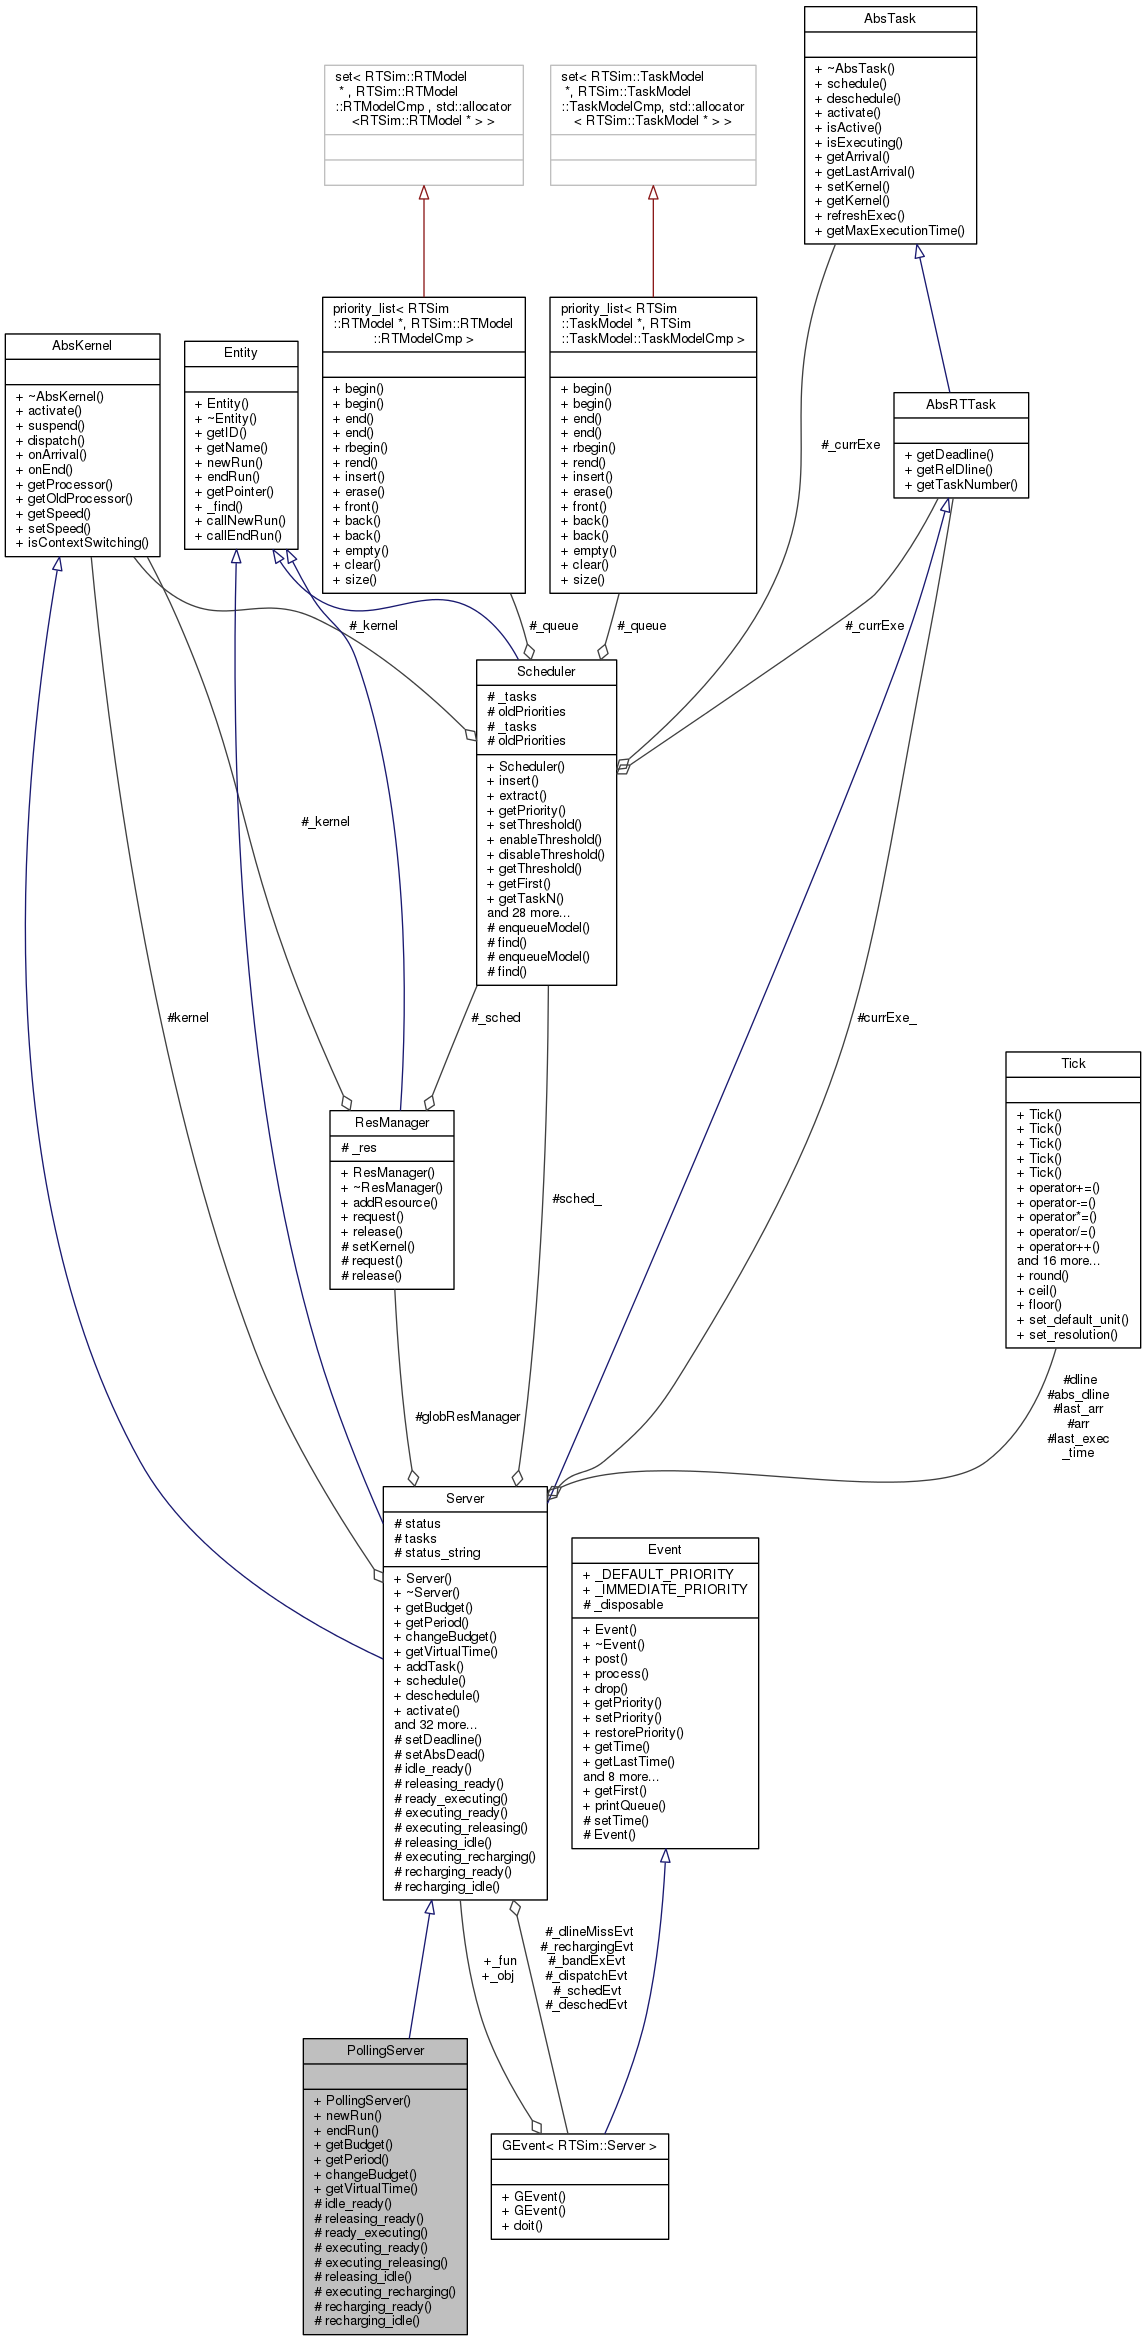 AbsTask
+ ~AbsTask()
+ schedule()
+ deschedule()
+ activate()
+ isActive()
+ isExecuting()
+ getArrival()
+ getLastArrival()
+ setKernel()
+ getKernel()
+ refreshExec()
+ getMaxExecutionTime()
set< RTSim::RTModel
* , RTSim::RTModel
::RTModelCmp , std::allocator
<RTSim::RTModel * > >
set< RTSim::TaskModel
*, RTSim::TaskModel
::TaskModelCmp, std::allocator
< RTSim::TaskModel * > >
priority_list< RTSim
::RTModel *, RTSim::RTModel
::RTModelCmp >
+ begin()
+ begin()
+ end()
+ end()
+ rbegin()
+ rend()
+ insert()
+ erase()
+ front()
+ back()
+ back()
+ empty()
+ clear()
+ size()
priority_list< RTSim
::TaskModel *, RTSim
::TaskModel::TaskModelCmp >
+ begin()
+ begin()
+ end()
+ end()
+ rbegin()
+ rend()
+ insert()
+ erase()
+ front()
+ back()
+ back()
+ empty()
+ clear()
+ size()
AbsKernel
+ ~AbsKernel()
+ activate()
+ suspend()
+ dispatch()
+ onArrival()
+ onEnd()
+ getProcessor()
+ getOldProcessor()
+ getSpeed()
+ setSpeed()
+ isContextSwitching()
Entity
+ Entity()
+ ~Entity()
+ getID()
+ getName()
+ newRun()
+ endRun()
+ getPointer()
+ _find()
+ callNewRun()
+ callEndRun()
AbsRTTask
+ getDeadline()
+ getRelDline()
+ getTaskNumber()
#_currExe
#_kernel
#_queue
#_queue
#_currExe
Scheduler
# _tasks
# oldPriorities
# _tasks
# oldPriorities
+ Scheduler()
+ insert()
+ extract()
+ getPriority()
+ setThreshold()
+ enableThreshold()
+ disableThreshold()
+ getThreshold()
+ getFirst()
+ getTaskN()
and 28 more...
# enqueueModel()
# find()
# enqueueModel()
# find()
#_kernel
#kernel
#_sched
#currExe_
ResManager
# _res
+ ResManager()
+ ~ResManager()
+ addResource()
+ request()
+ release()
# setKernel()
# request()
# release()
#sched_
Tick
+ Tick()
+ Tick()
+ Tick()
+ Tick()
+ Tick()
+ operator+=()
+ operator-=()
+ operator*=()
+ operator/=()
+ operator++()
and 16 more...
+ round()
+ ceil()
+ floor()
+ set_default_unit()
+ set_resolution()
#dline
#abs_dline
#last_arr
#arr
#last_exec
_time
#globResManager
Server
# status
# tasks
# status_string
+ Server()
+ ~Server()
+ getBudget()
+ getPeriod()
+ changeBudget()
+ getVirtualTime()
+ addTask()
+ schedule()
+ deschedule()
+ activate()
and 32 more...
# setDeadline()
# setAbsDead()
# idle_ready()
# releasing_ready()
# ready_executing()
# executing_ready()
# executing_releasing()
# releasing_idle()
# executing_recharging()
# recharging_ready()
# recharging_idle()
Event
+ _DEFAULT_PRIORITY
+ _IMMEDIATE_PRIORITY
# _disposable
+ Event()
+ ~Event()
+ post()
+ process()
+ drop()
+ getPriority()
+ setPriority()
+ restorePriority()
+ getTime()
+ getLastTime()
and 8 more...
+ getFirst()
+ printQueue()
# setTime()
# Event()
+_fun
+_obj
#_dlineMissEvt
#_rechargingEvt
#_bandExEvt
#_dispatchEvt
#_schedEvt
#_deschedEvt
PollingServer
+ PollingServer()
+ newRun()
+ endRun()
+ getBudget()
+ getPeriod()
+ changeBudget()
+ getVirtualTime()
# idle_ready()
# releasing_ready()
# ready_executing()
# executing_ready()
# executing_releasing()
# releasing_idle()
# executing_recharging()
# recharging_ready()
# recharging_idle()
GEvent< RTSim::Server >
+ GEvent()
+ GEvent()
+ doit()